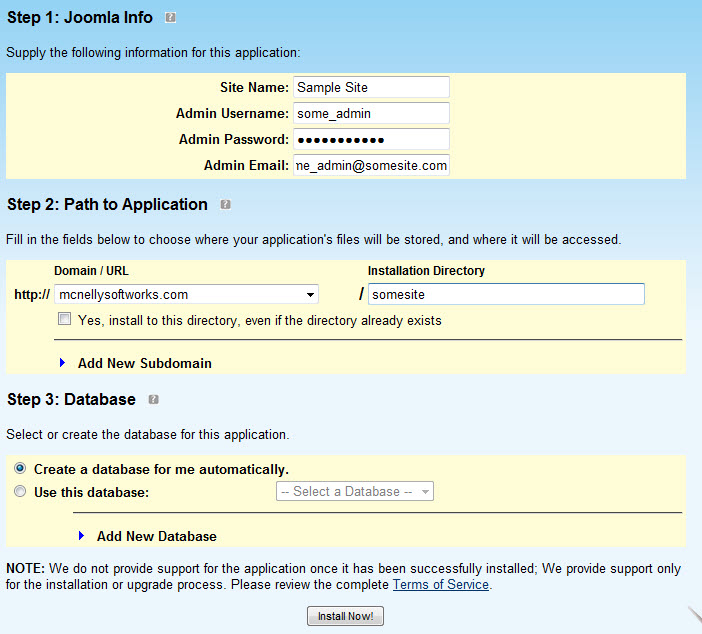 Step 1: Joomla Info ?
Supply the following information for this application:
Site Name: Sample Site
Admin Username: some_admin
Admin Password: •••••••••••
Admin Email: me_admin@somesite.com
Step 2: Path to Application ?
Fill in the fields below to choose where your application's files will be stored, and where it will be accessed.
Domain / URL Installation Directory
http:// mcnellysoftworks.com / somesite
Yes, install to this directory, even if the directory already exists
Add New Subdomain
Step 3: Database ?
Select or create the database for this application.
Create a database for me automatically.
Use this database: -- Select a Database --
Add New Database
NOTE: We do not provide support for the application once it has been successfully installed; We provide support only
for the installation or upgrade process. Please review the complete Terms of Service.
Install Now!